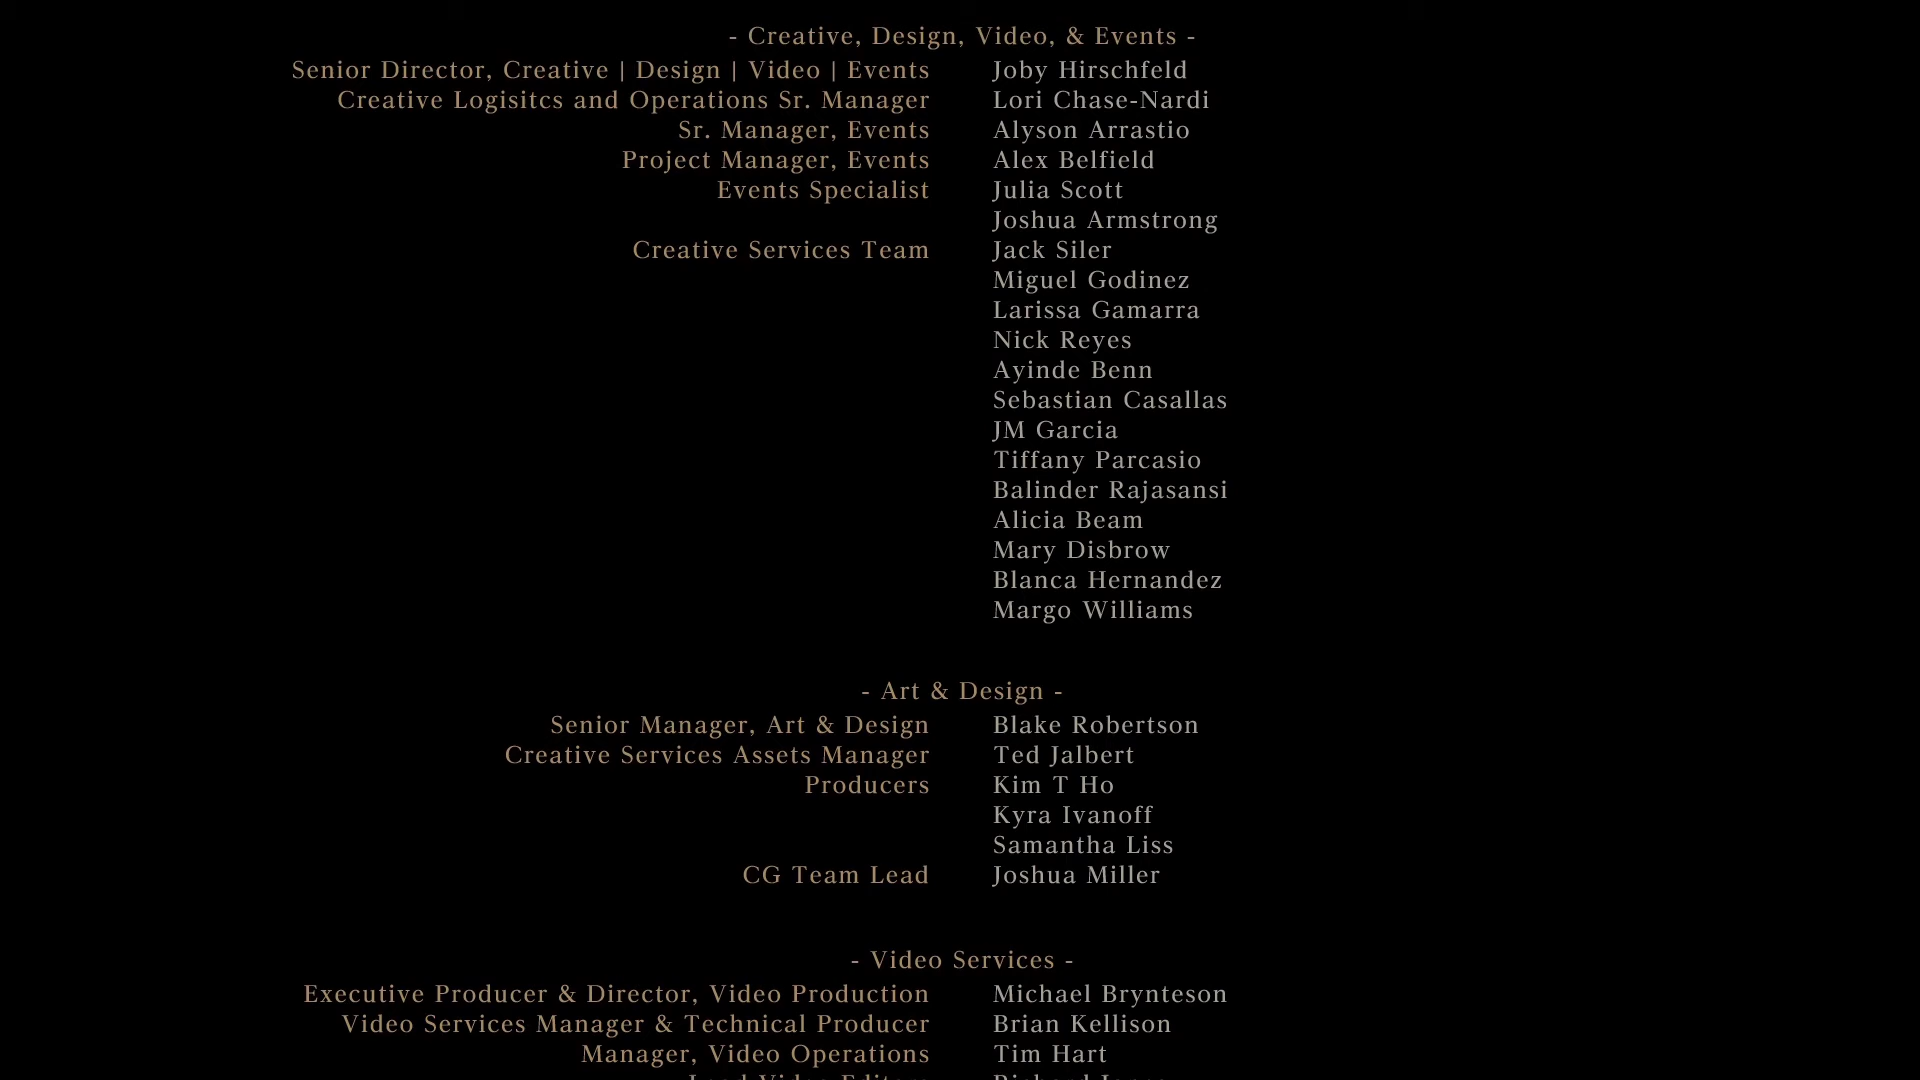 - Creative, Design, Video, & Events -
Senior Director, Creative | Design | Video | Events Joby Hirschfeld
Creative Logisitcs and Operations Sr. Manager Lori Chase-Nardi
Sr. Manager, Events Alyson Arrastio
Project Manager, Events Alex Belfield
Events Specialist Julia Scott
Joshua Armstrong
Creative Services Team Jack Siler
Miguel Godinez
Larissa Gamarra
Nick Reyes
Ayinde Benn
Sebastian Casallas
JM Garcia
Tiffany Parcasio
Balinder Rajasansi
Alicia Beam
Mary Disbrow
Blanca Hernandez
Margo Williams
- Art & Design -
Senior Manager, Art & Design Blake Robertson
Creative Services Assets Manager Ted Jalbert
Producers Kim T Ho
Kyra Ivanoff
Samantha Liss
CG Team Lead Joshua Miller
- Video Services -
Executive Producer & Director, Video Production Michael Brynteson
Video Services Manager & Technical Producer Brian Kellison
Manager, Video Operations Tim Hart